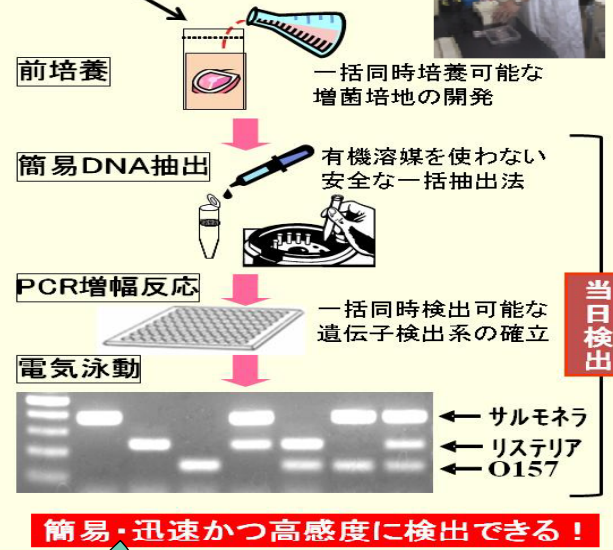 前培養
一括同時培養可能な
増菌培地の開発
簡易DNA抽出
有機溶媒を使わない
安全な一括抽出法
PCR増幅反応
一括同時検出可能な
遺伝子検出系の確立
当日検出
電気泳動
サルモネラ
リステリア
O157
簡易・迅速かつ高感度に検出できる！